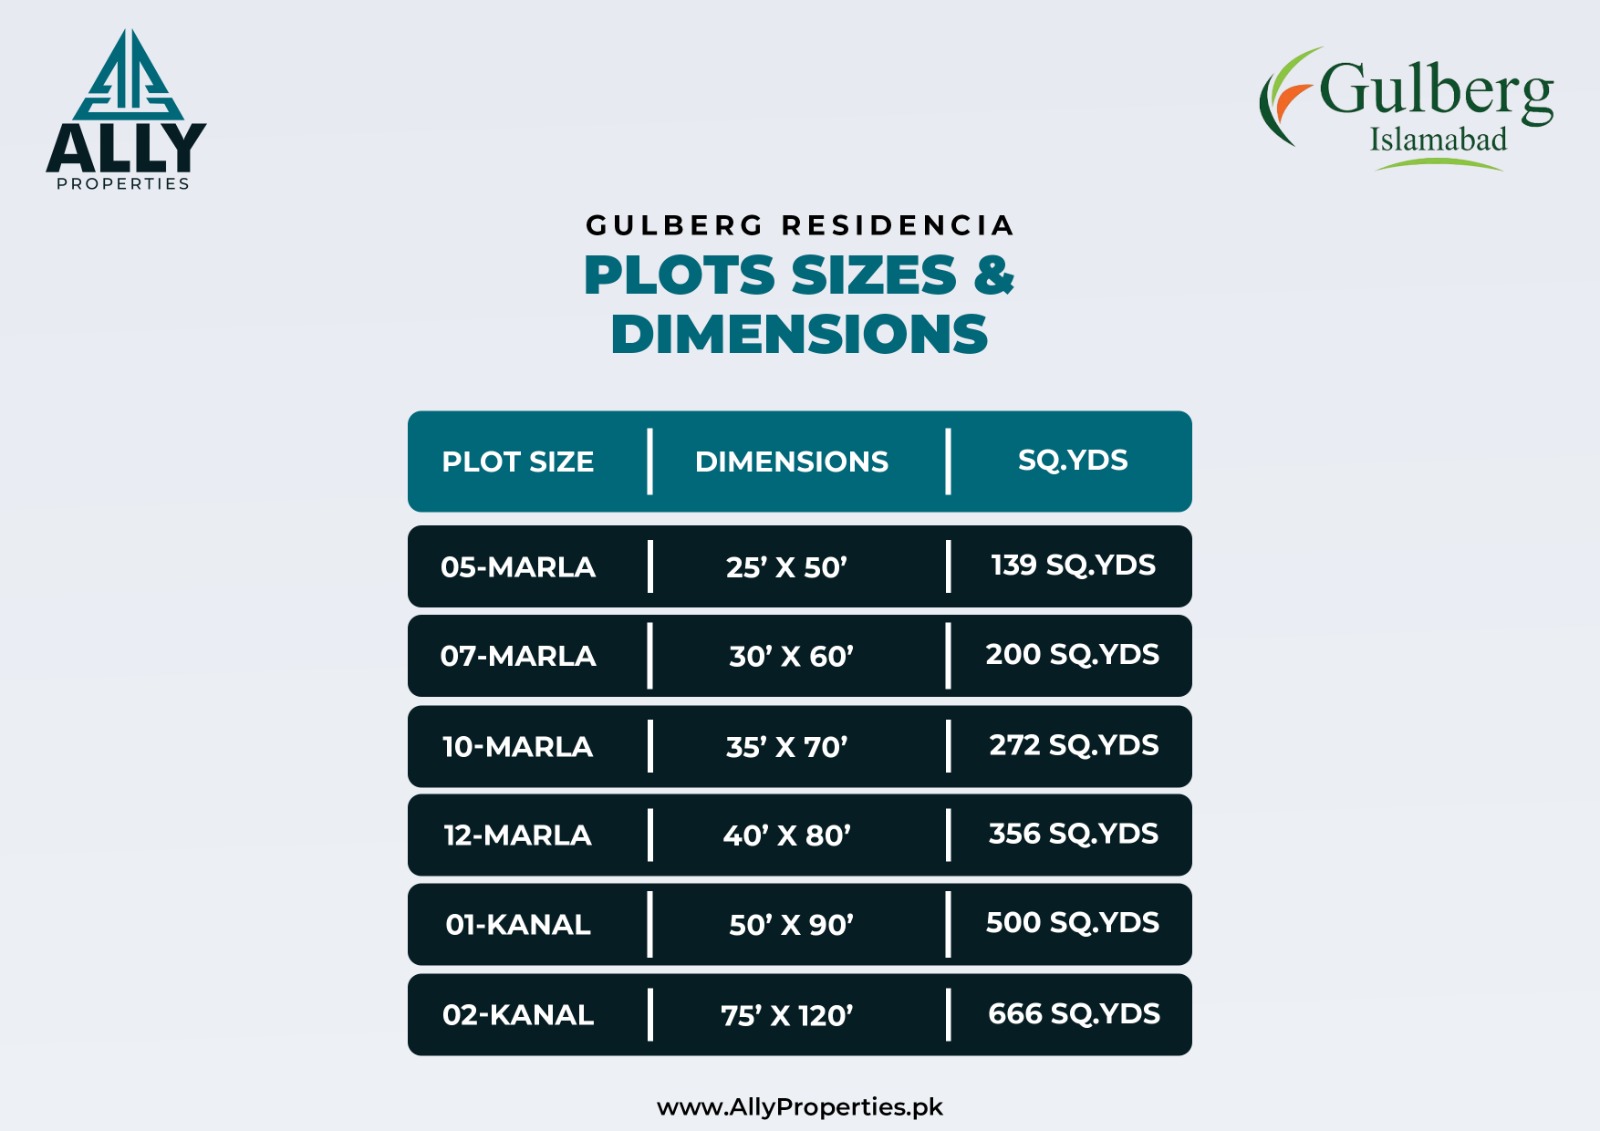 ALLY
PROPERTIES
Gulberg
Islamabad
GULBERG RESIDENCIA
PLOTS SIZES &
DIMENSIONS
PLOT SIZE DIMENSIONS SQ.YDS
05-MARLA 25’ X 50’ 139 SQ.YDS
07-MARLA 30’ X 60’ 200 SQ.YDS
10-MARLA 35’ X 70’ 272 SQ.YDS
12-MARLA 40’ X 80’ 356 SQ.YDS
01-KANAL 50’ X 90’ 500 SQ.YDS
02-KANAL 75’ X 120’ 666 SQ.YDS
www.AllyProperties.pk